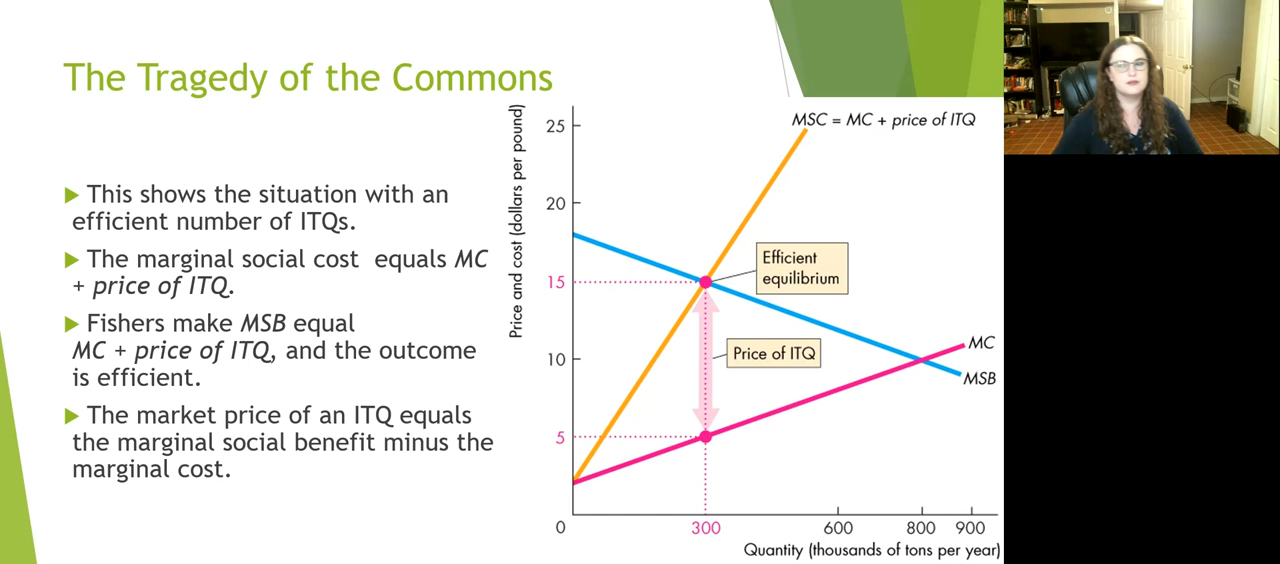 The Tragedy of the Commons
This shows the situation with an
efficient number of ITQs.
The marginal social cost equals MC
+ price of ITQ.
Fishers make MSB equal
MC + price of ITQ, and the outcome
is efficient.
The market price of an ITQ equals
the marginal social benefit minus the
marginal cost.
Price and cost (dollars per pound)
25
20
15
10
5
0
MSC = MC + price of ITQ
Efficient
equilibrium
Price of ITQ
MC
MSB
300
600
800
900
Quantity (thousands of tons per year)